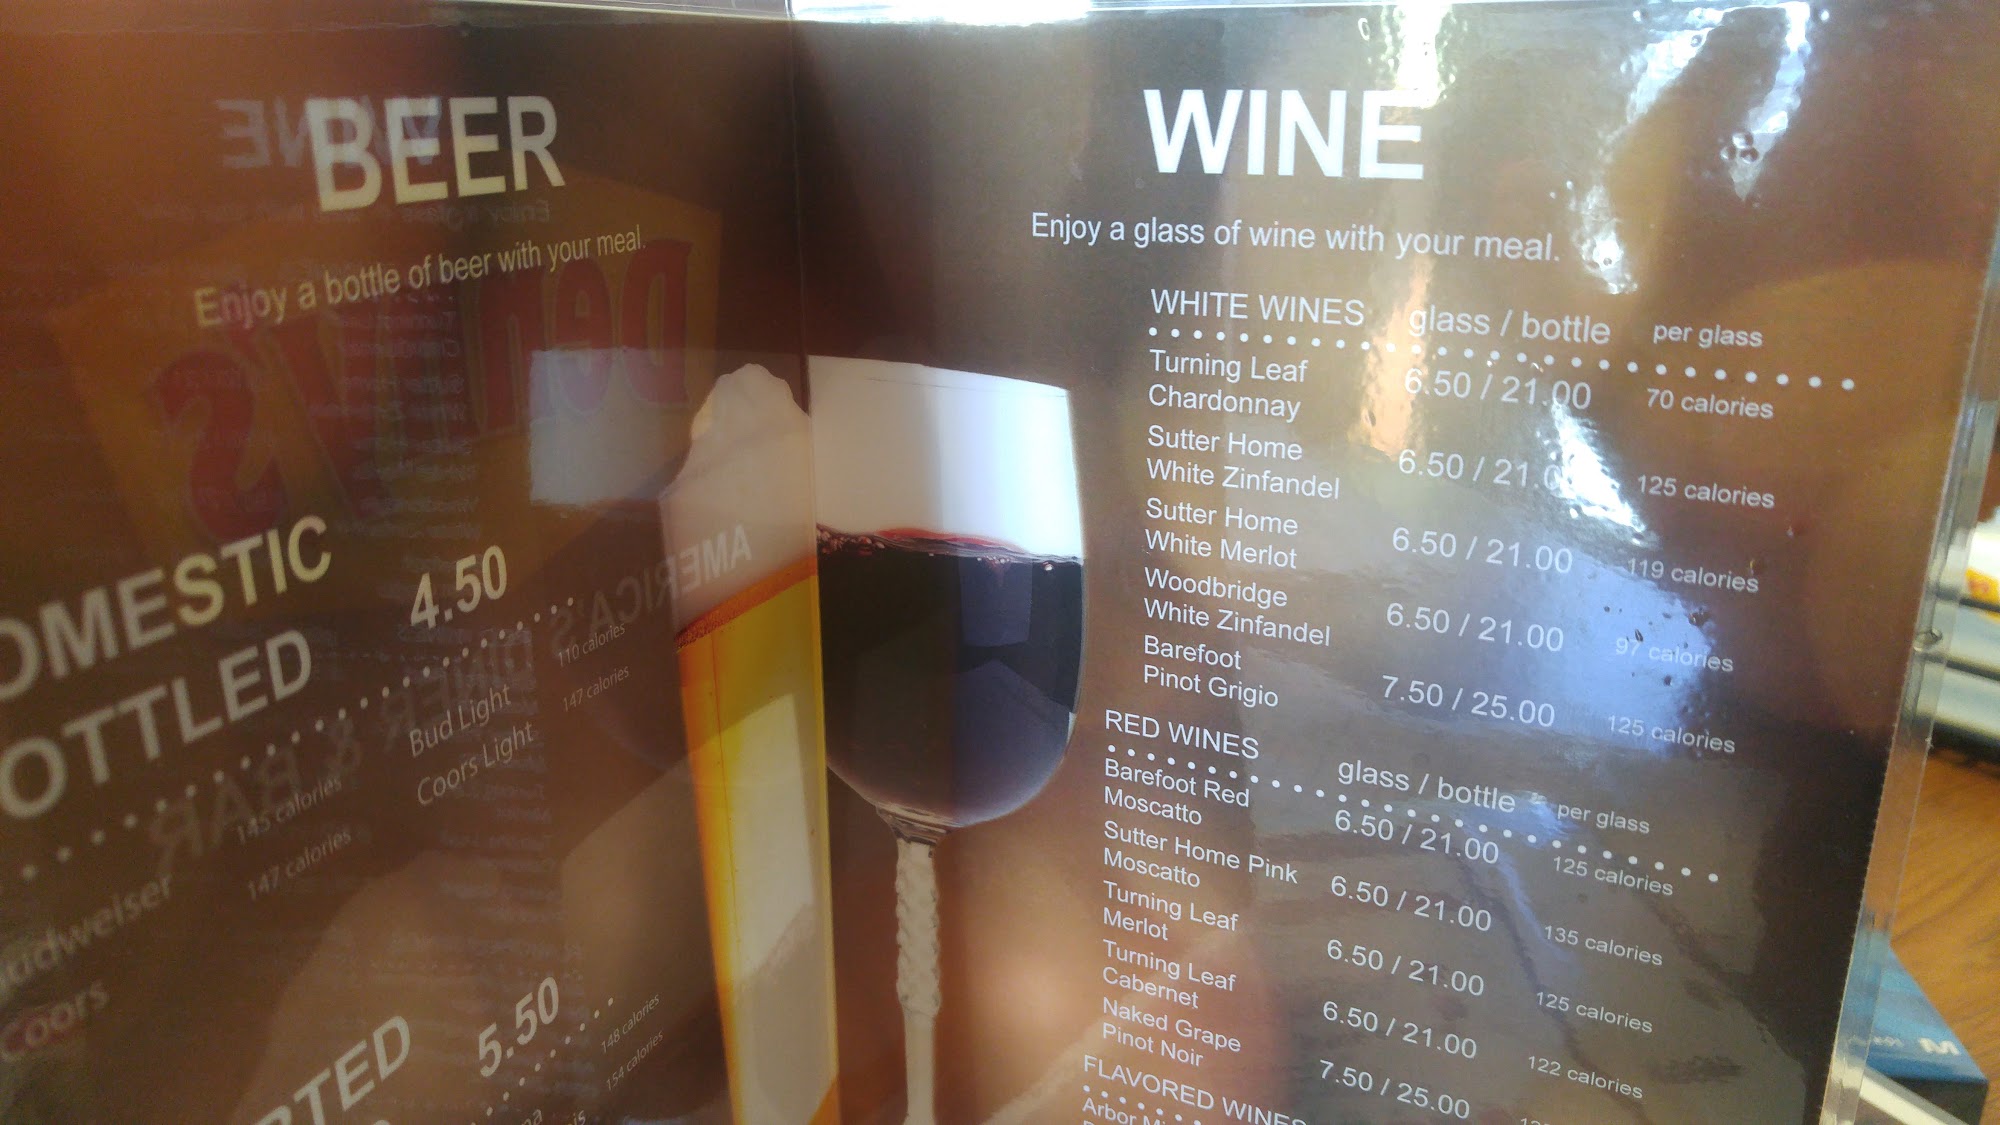 BEER
Enjoy a bottle of beer with your meal.
4.50
110 calories
Bud Light
147 calories
Coors Light
145 calories
147 calories
Coors
5.50
148 calories
154 calories
WINE
Enjoy a glass of wine with your meal.
WHITE WINES glass / bottle per glass
Turning Leaf
Chardonnay 6.50 / 21.00 70 calories
Sutter Home
White Zinfandel 6.50 / 125 calories
Sutter Home
White Merlot 6.50 / 21.00 119 calories
Woodbridge
White Zinfandel 6.50 / 21.00 97 calories
Barefoot
Pinot Grigio 7.50 / 25.00 125 calories
RED WINES glass / bottle per glass
Barefoot Red
Moscatto 6.50 / 21.00 125 calories
Sutter Home Pink
Moscatto 6.50 / 21.00 135 calories
Turning Leaf
Merlot 6.50 / 21.00 125 calories
Turning Leaf
Cabernet 6.50 / 21.00 122 calories
Naked Grape
Pinot Noir 7.50 / 25.00
FLAVORED WINES
Arbor